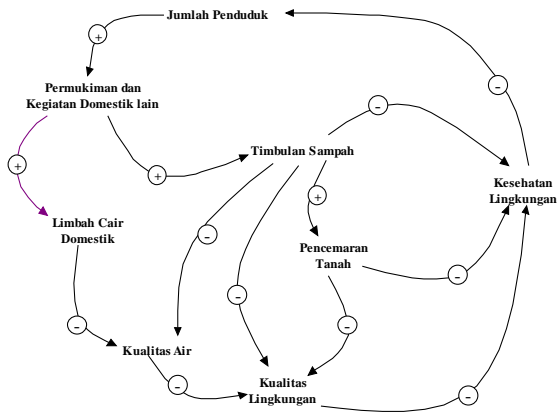 Jumlah Penduduk
+
-
Permukiman dan
Kegiatan Domestik lain
-
Timbulan Sampah
+
+
Kesehatan
Lingkungan
+
Limbah Cair
Domestik
-
Pencemaran
Tanah
-
-
-
-
Kualitas Air
-
Kualitas
Lingkungan
-